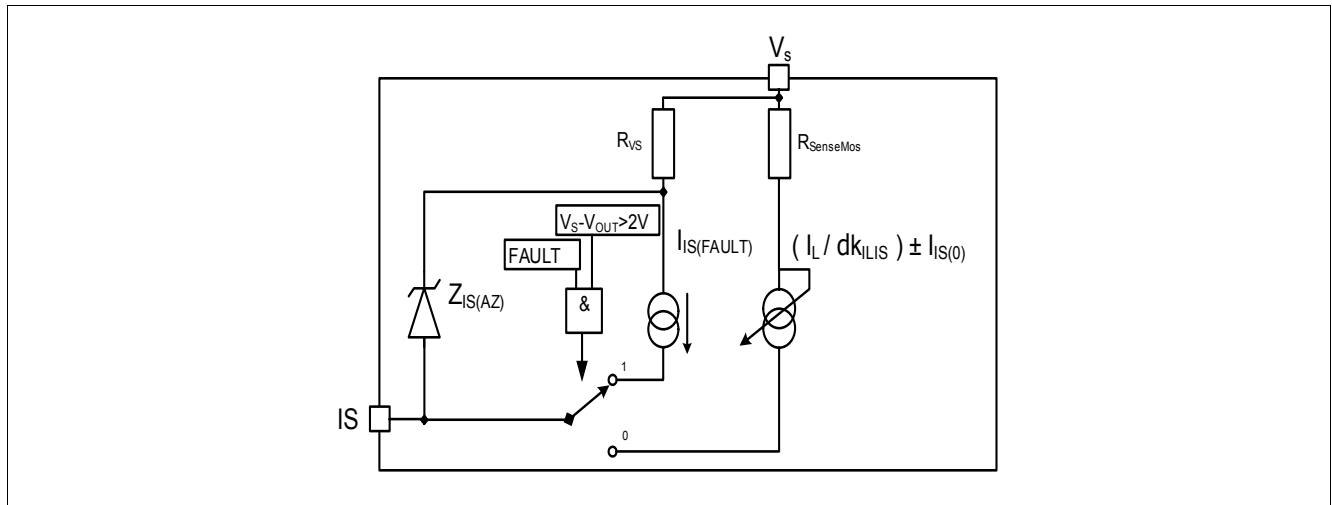 Vs
RVS
RSenseMos
VS-VOUT>2V
FAULT
IIS(FAULT)
( IL / dkILIS ) ± IIS(0)
ZIS(AZ)
&
1
IS
0